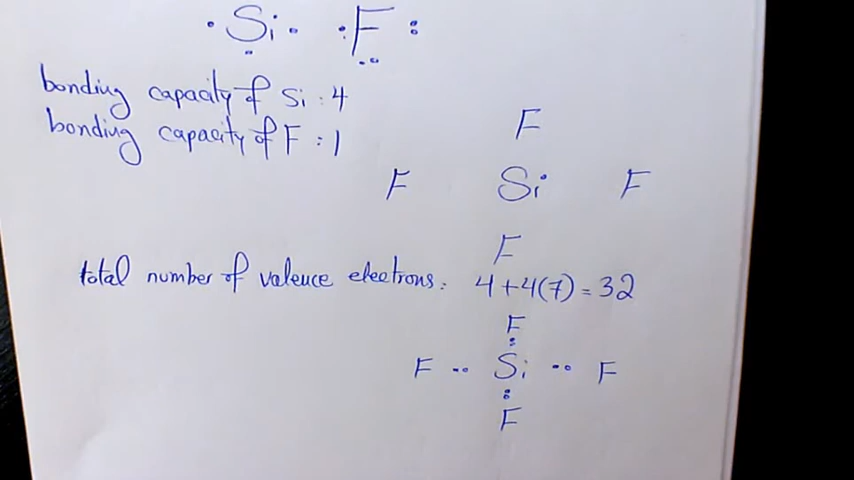 ·Si· ·F:
bonding capacity of Si : 4
bonding capacity of F : 1
F
F Si F
F
total number of valence electrons: 4+4(7)=32
F
:
F ·· Si ·· F
:
F